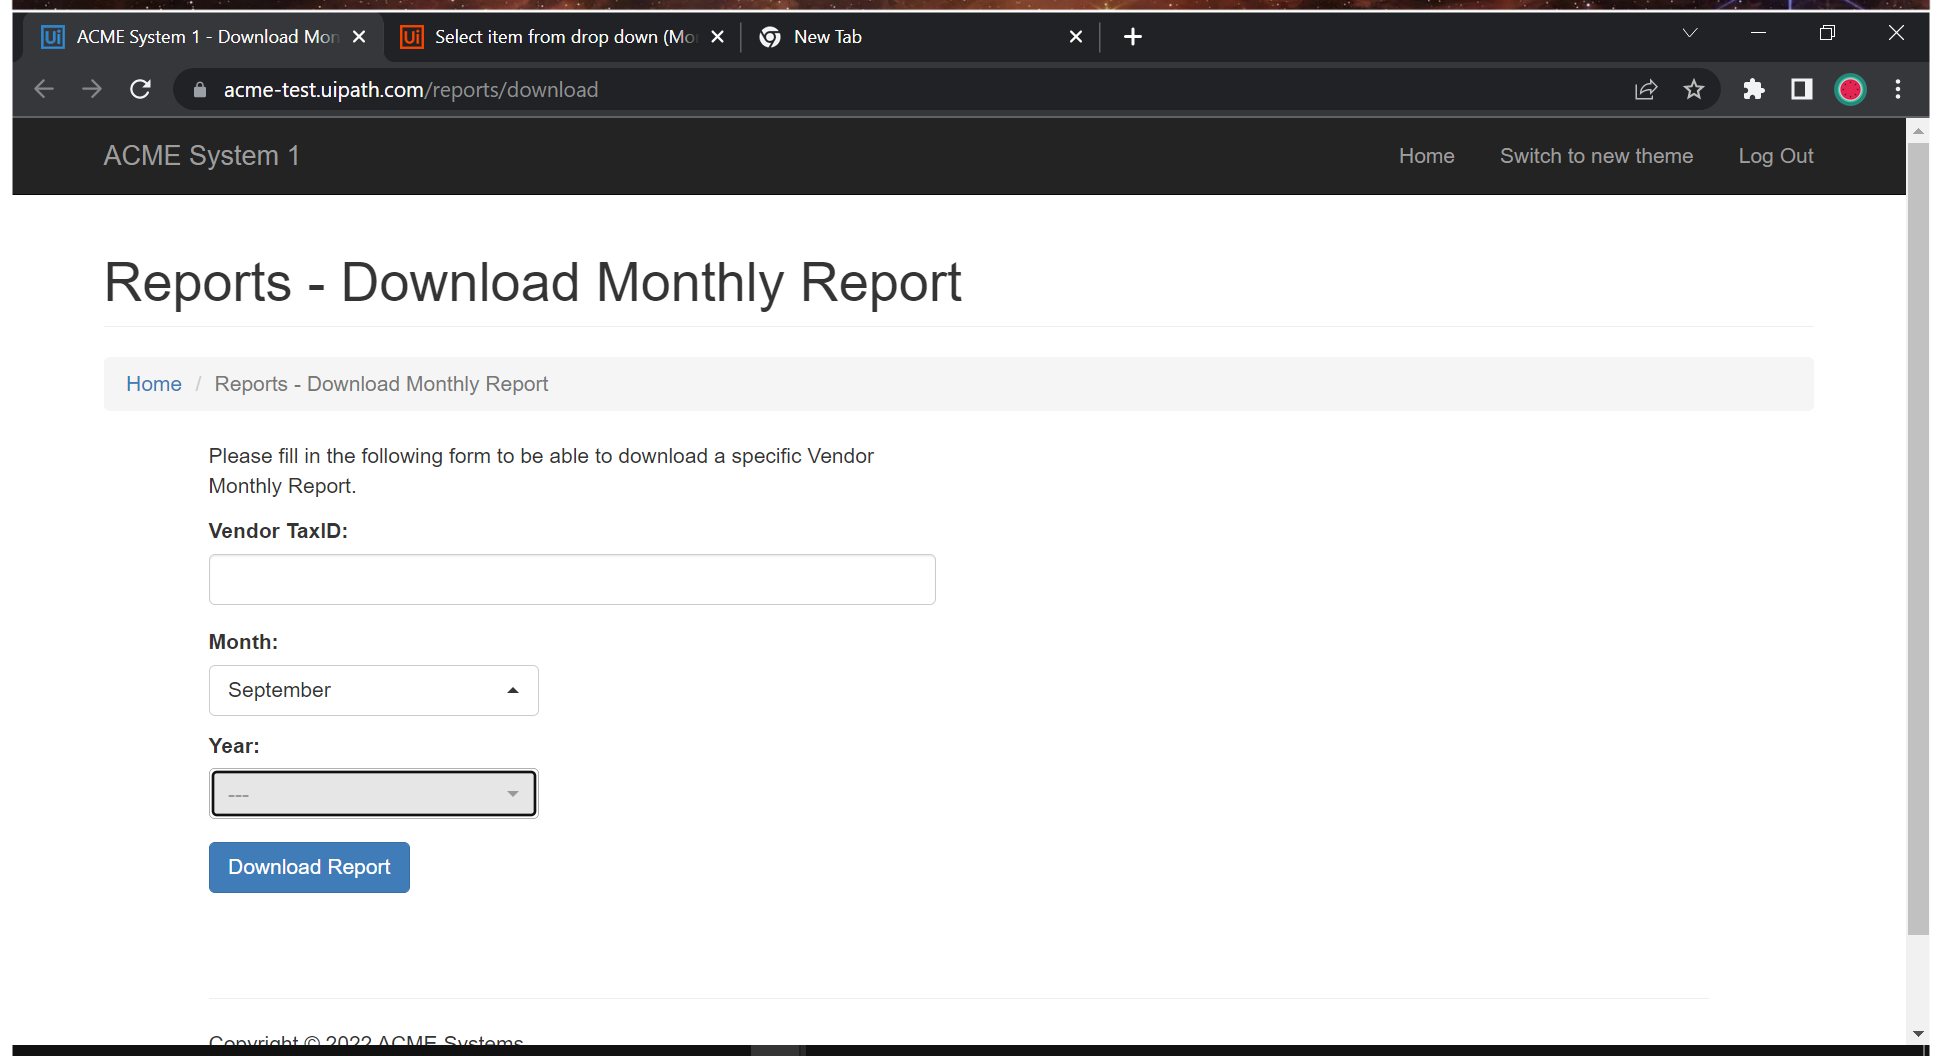 Ui ACME System 1 - Download Mon
Ui Select item from drop down (Mo
New Tab
acme-test.uipath.com/reports/download
ACME System 1
Home
Switch to new theme
Log Out
Reports - Download Monthly Report
Home / Reports - Download Monthly Report
Please fill in the following form to be able to download a specific Vendor
Monthly Report.
Vendor TaxID:
Month:
September
Year:
---
Download Report
Copyright © 2022 ACME Systems